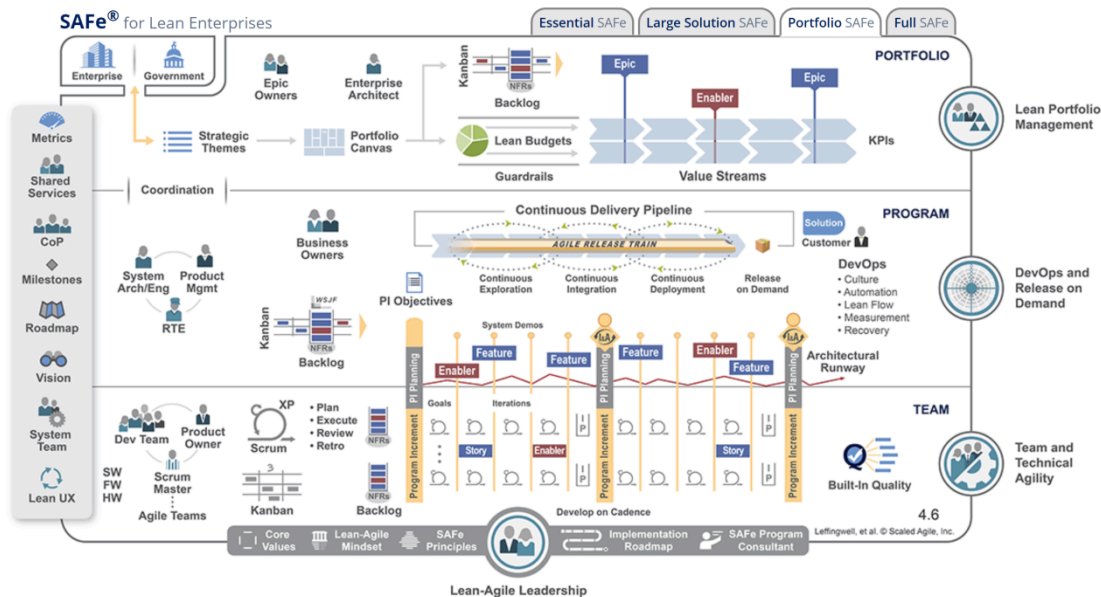 SAFe® for Lean Enterprises
Essential SAFe
Large Solution SAFe
Portfolio SAFe
Full SAFe
Enterprise
Government
Epic
Owners
Enterprise
Architect
Kanban
NFRs
Backlog
Epic
Enabler
Epic
PORTFOLIO
Strategic
Themes
Portfolio
Canvas
Lean Budgets
Guardrails
Value Streams
KPIs
Lean Portfolio
Management
Metrics
Shared
Services
CoP
Milestones
Roadmap
Vision
System
Team
Lean UX
Coordination
Business
Owners
Continuous Delivery Pipeline
AGILE RELEASE TRAIN
Continuous
Exploration
Continuous
Integration
Continuous
Deployment
Release
on Demand
Solution
Customer
PROGRAM
DevOps
• Culture
• Automation
• Lean Flow
• Measurement
• Recovery
DevOps and
Release on
Demand
System
Arch/Eng
Product
Mgmt
RTE
PI Objectives
Kanban
WSJF
NFRs
Backlog
System Demos
Enabler
Feature
Feature
I&A
Feature
Enabler
Feature
I&A
Architectural
Runway
PI Planning
PI Planning
PI Planning
TEAM
Dev Team
Product
Owner
Scrum
Master
Agile Teams
SW
FW
HW
XP
Scrum
• Plan
• Execute
• Review
• Retro
Kanban
NFRs
NFRs
Backlog
Program Increment
Goals
Iterations
Story
Enabler
I P
I P
Program Increment
Story
I P
I P
Program Increment
Develop on Cadence
Built-In Quality
Team and
Technical
Agility
4.6
Leffingwell, et al. © Scaled Agile, Inc.
Core
Values
Lean-Agile
Mindset
SAFe
Principles
Implementation
Roadmap
SAFe Program
Consultant
Lean-Agile Leadership